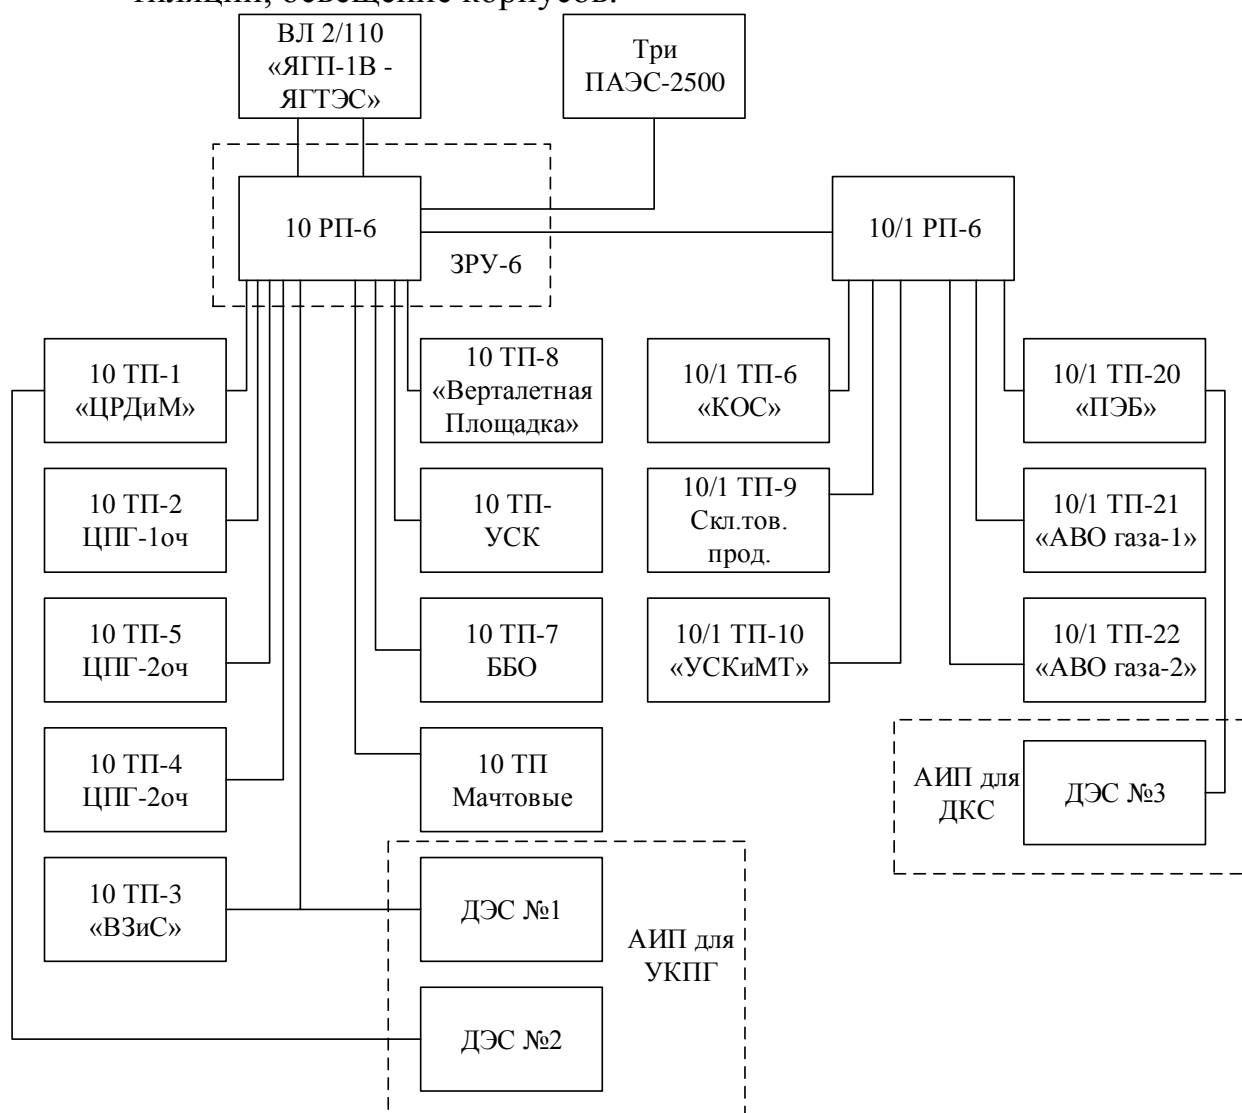 тиляции, освещение корпусов.
ВЛ 2/110
«ЯГП-1В -
ЯГТЭС»
Три
ПАЭС-2500
10 РП-6
ЗРУ-6
10/1 РП-6
10 ТП-1
«ЦРДиМ»
10 ТП-8
«Верталетная
Площадка»
10/1 ТП-6
«КОС»
10/1 ТП-20
«ПЭБ»
10 ТП-2
ЦПГ-1оч
10 ТП-
УСК
10/1 ТП-9
Скл.тов.
прод.
10/1 ТП-21
«АВО газа-1»
10 ТП-5
ЦПГ-2оч
10 ТП-7
ББО
10/1 ТП-10
«УСКиМТ»
10/1 ТП-22
«АВО газа-2»
10 ТП-4
ЦПГ-2оч
10 ТП
Мачтовые
АИП для
ДКС
ДЭС №3
10 ТП-3
«ВЗиС»
ДЭС №1
АИП для
УКПГ
ДЭС №2